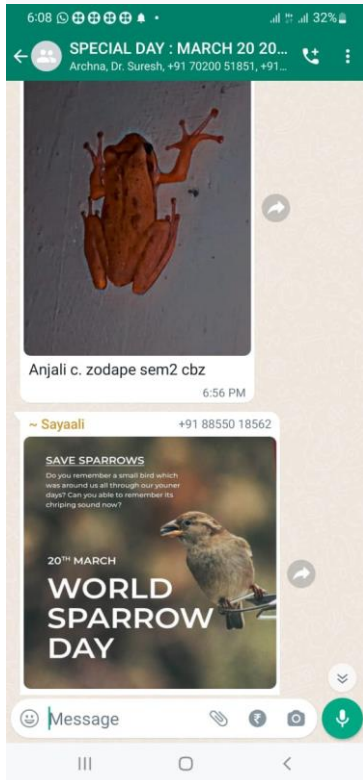 6:08
32%
SPECIAL DAY : MARCH 20 20...
Archna, Dr. Suresh, +91 70200 51851, +91...
Anjali c. zodape sem2 cbz
6:56 PM
~ Sayaali +91 88550 18562
SAVE SPARROWS
Do you remember a small bird which
was around us all through our youner
days? Can you able to remember its
chriping sound now?
20TH MARCH
WORLD
SPARROW
DAY
Message
₹